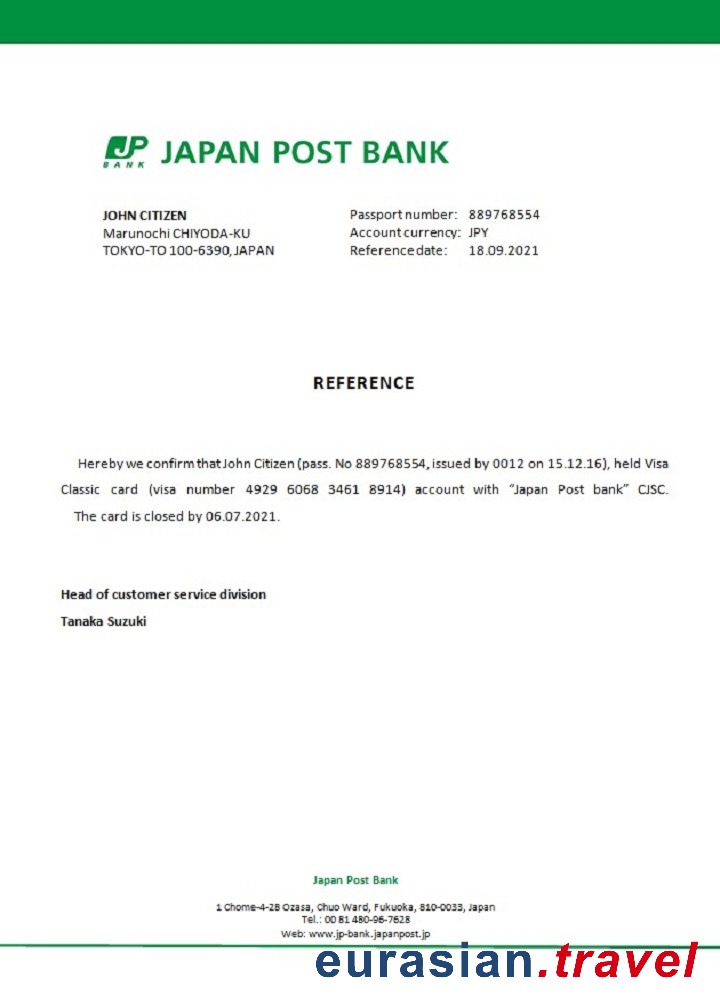 JP
BANK
JAPAN POST BANK
JOHN CITIZEN
Marunochi CHIYODA-KU
TOKYO-TO 100-6390, JAPAN
Passport number: 889768554
Account currency: JPY
Reference date: 18.09.2021
REFERENCE
Hereby we confirm that John Citizen (pass. No 889768554, issued by 0012 on 15.12.16), held Visa
Classic card (visa number 4929 6068 3461 8914) account with “Japan Post bank” CJSC.
The card is closed by 06.07.2021.
Head of customer service division
Tanaka Suzuki
Japan Post Bank
1 Chome-4-28 Ozasa, Chuo Ward, Fukuoka, 810-0033, Japan
Tel.: 00 81 480-96-7628
Web: www.jp-bank.japanpost.jp
eurasian.travel